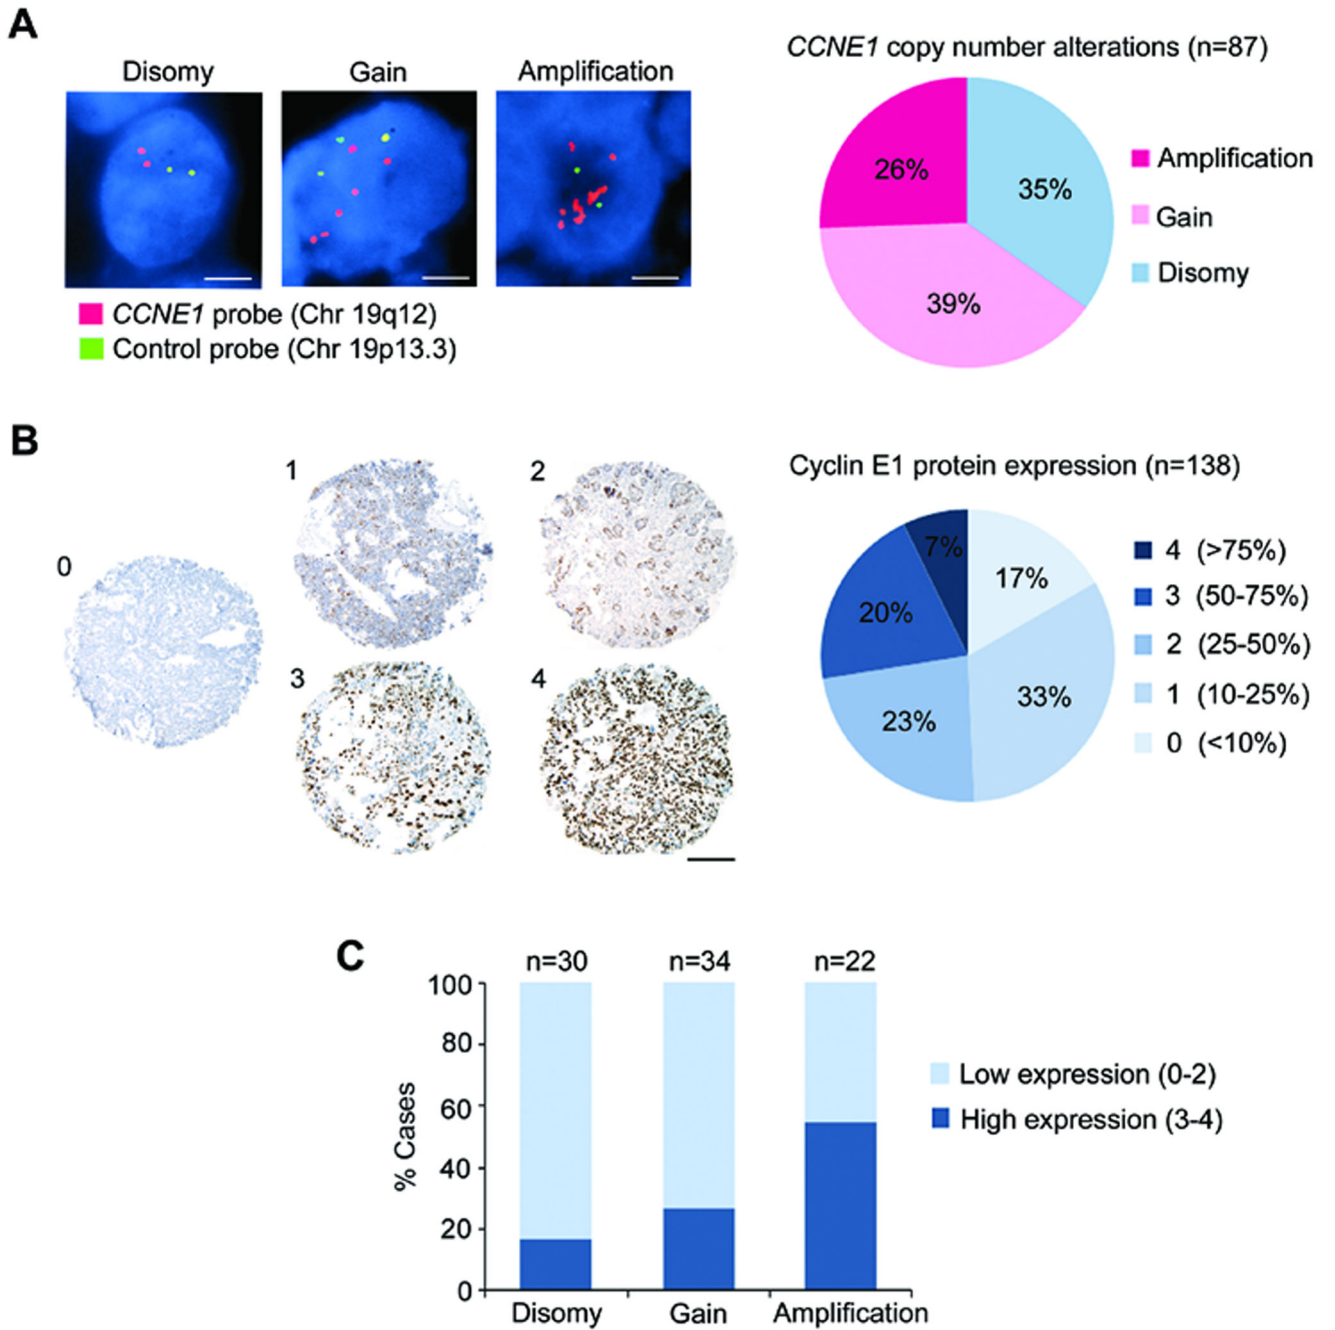 A
Disomy
Gain
Amplification
CCNE1 probe (Chr 19q12)
Control probe (Chr 19p13.3)
CCNE1 copy number alterations (n=87)
26%
35%
39%
Amplification
Gain
Disomy
B
0
1
2
3
4
Cyclin E1 protein expression (n=138)
7%
17%
20%
33%
23%
4 (>75%)
3 (50-75%)
2 (25-50%)
1 (10-25%)
0 (<10%)
C
n=30
n=34
n=22
100
80
60
40
20
0
% Cases
Disomy
Gain
Amplification
Low expression (0-2)
High expression (3-4)